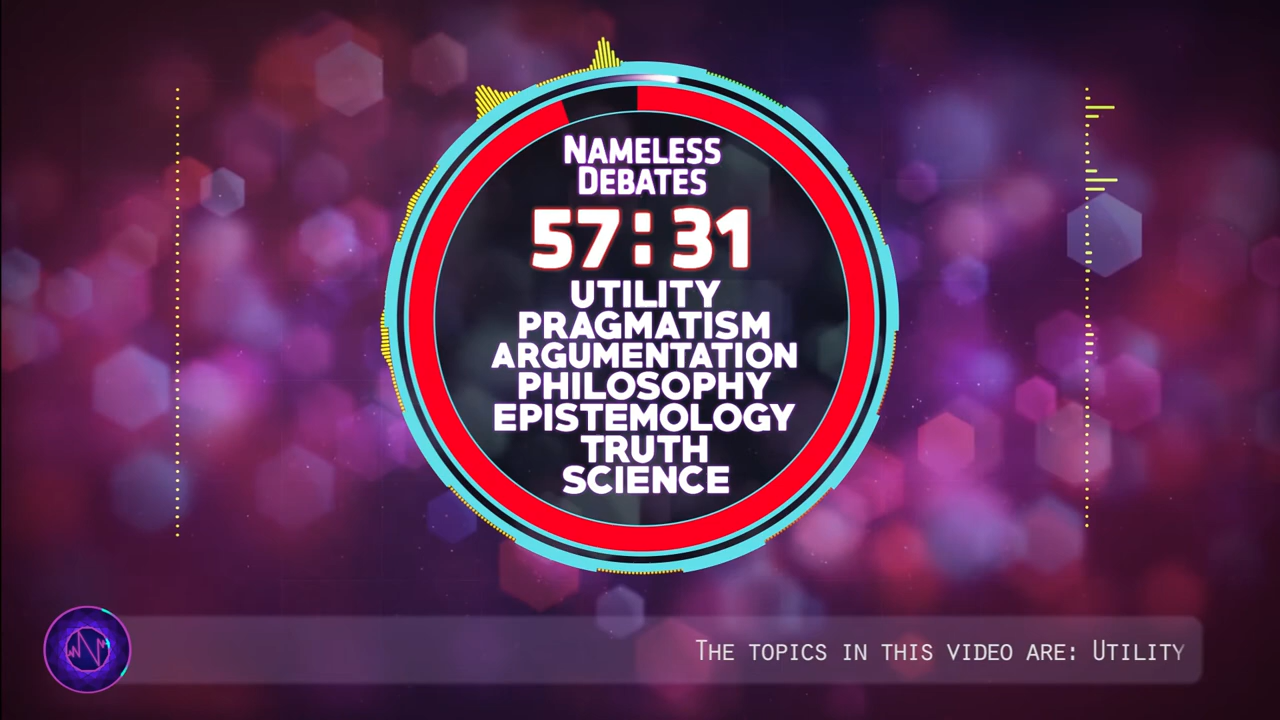 NAMELESS
DEBATES
57:31
UTILITY
PRAGMATISM
ARGUMENTATION
PHILOSOPHY
EPISTEMOLOGY
TRUTH
SCIENCE
THE TOPICS IN THIS VIDEO ARE: UTILITY